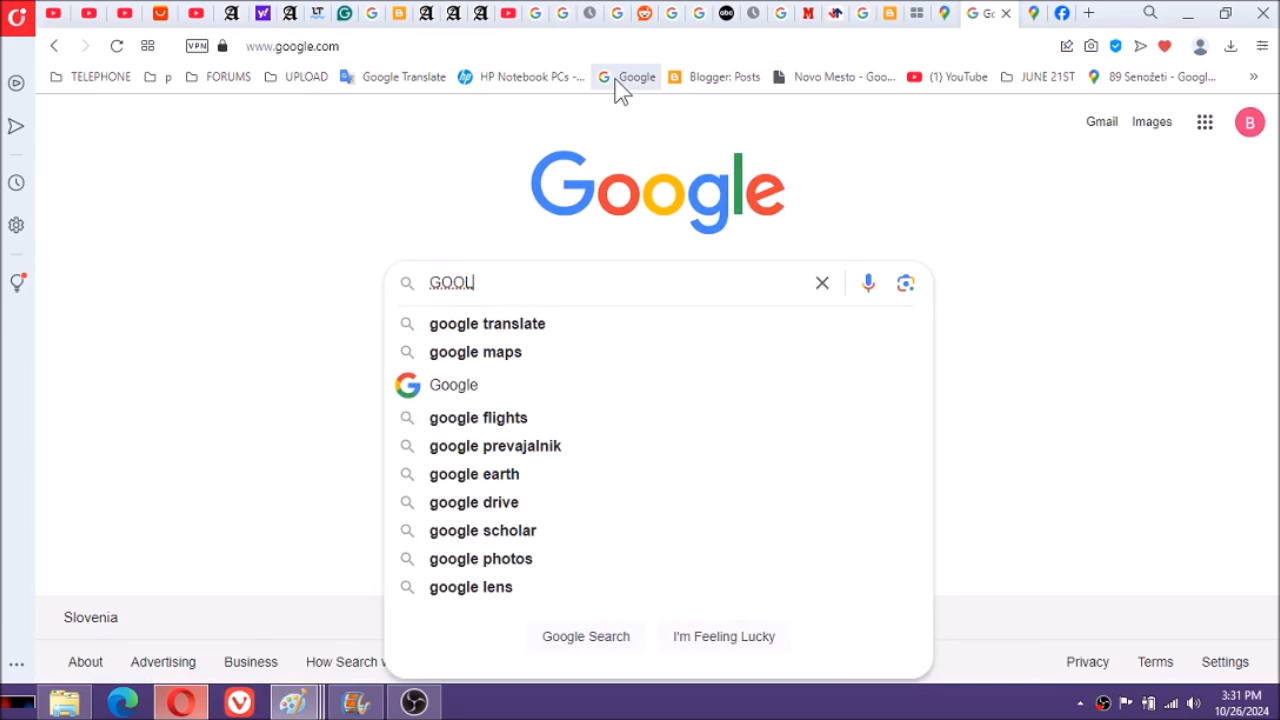 VPN www.google.com
TELEPHONE p FORUMS UPLOAD Google Translate HP Notebook PCs -... Google Blogger: Posts Novo Mesto - Goo... (1) YouTube JUNE 21ST 89 Senožeti - Googl... »
Gmail Images B
Google
GOOL
google translate
google maps
Google
google flights
google prevajalnik
google earth
google drive
google scholar
google photos
google lens
Google Search I'm Feeling Lucky
Slovenia
About Advertising Business How Search Privacy Terms Settings
3:31 PM
10/26/2024